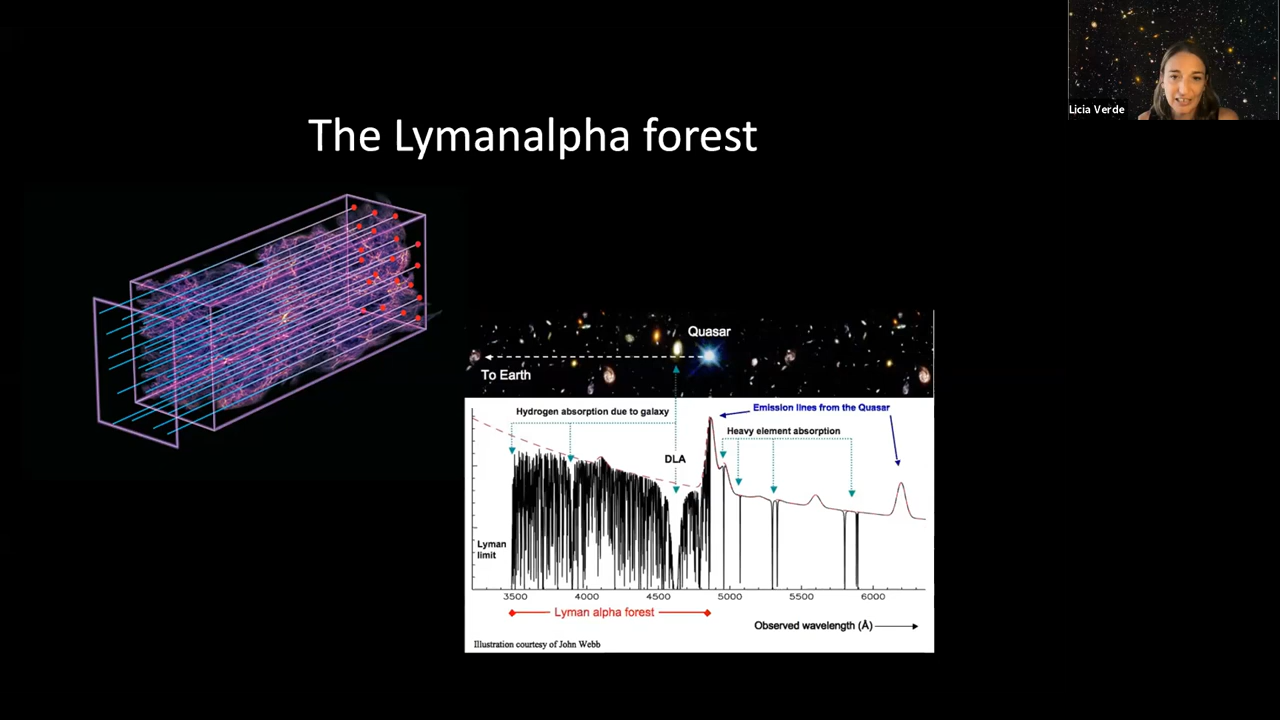 Licia Verde
The Lymanalpha forest
Quasar
To Earth
Emission lines from the Quasar
Hydrogen absorption due to galaxy
Heavy element absorption
DLA
Lyman
limit
3500 4000 4500 5000 5500 6000
Lyman alpha forest
Observed wavelength (Å)
Illustration courtesy of John Webb